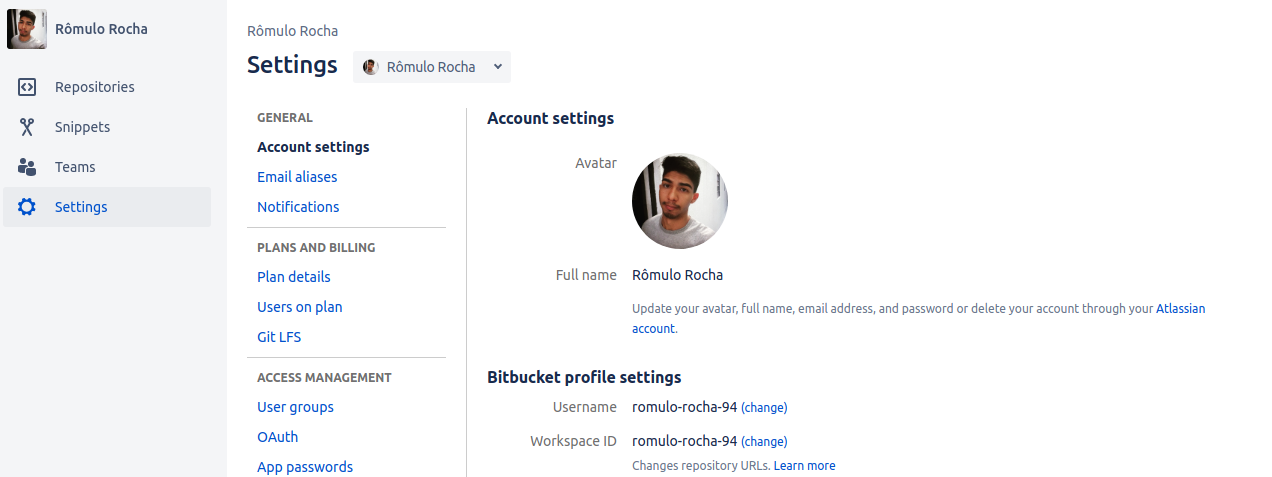 Rômulo Rocha
Repositories
Snippets
Teams
Settings
Rômulo Rocha
Settings
Rômulo Rocha
GENERAL
Account settings
Email aliases
Notifications
PLANS AND BILLING
Plan details
Users on plan
Git LFS
ACCESS MANAGEMENT
User groups
OAuth
App passwords
Account settings
Avatar
Full name Rômulo Rocha
Update your avatar, full name, email address, and password or delete your account through your Atlassian
account.
Bitbucket profile settings
Username romulo-rocha-94 (change)
Workspace ID romulo-rocha-94 (change)
Changes repository URLs. Learn more